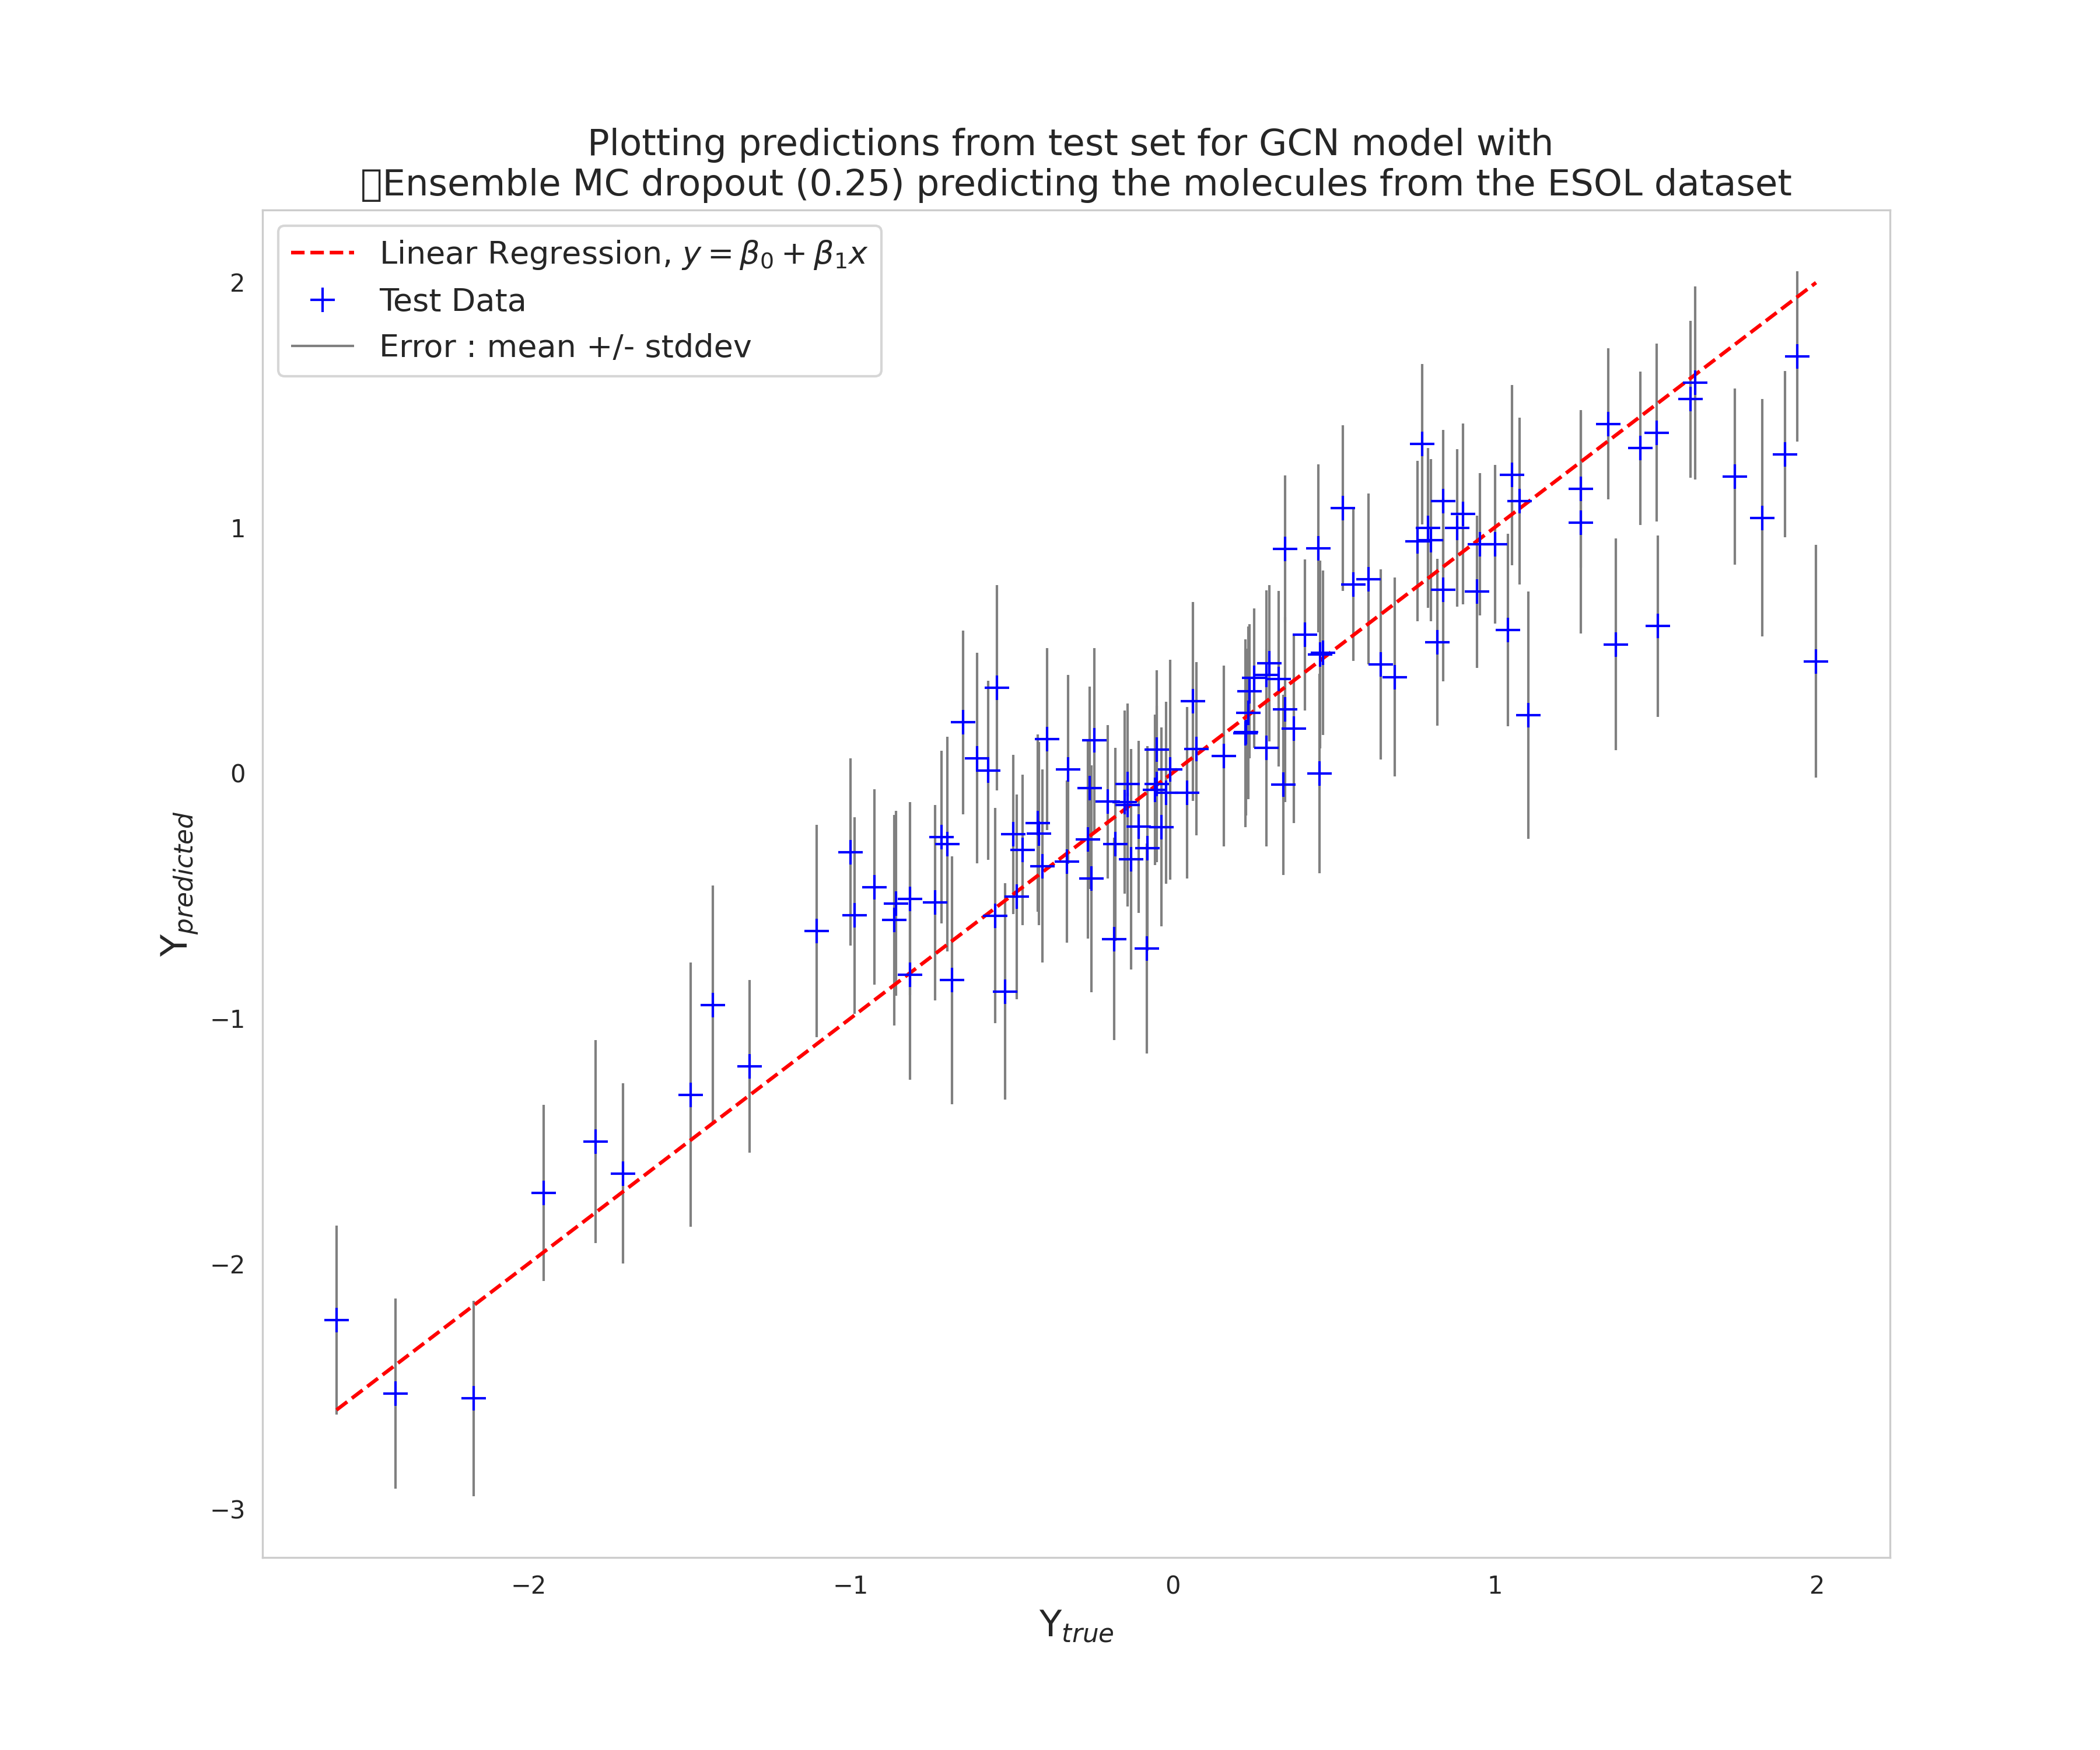 Plotting predictions from test set for GCN model with
Ensemble MC dropout (0.25) predicting the molecules from the ESOL dataset
Linear Regression, y = β₀ + β₁x
Test Data
Error : mean +/- stddev
2
1
0
−1
−2
−3
Y_predicted
−2 −1 0 1 2
Y_true